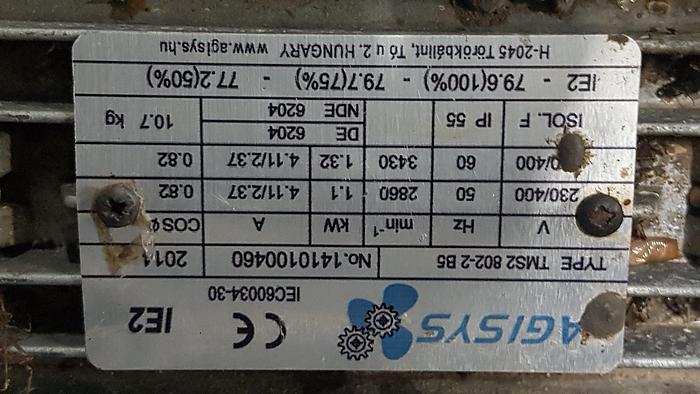 AGISYS CE IE2
IEC60034-30
TYPE TMS2 802-2 B5 No.1410100460 2011
V Hz min-1 kW A COS φ
230/400 50 2860 1.1 4.11/2.37 0.82
/400 60 3430 1.32 4.11/2.37 0.82
ISOL. F IP 55 DE 6204 10.7 kg
NDE 6204
IE2 - 79.6(100%) - 79.7(75%) - 77.2(50%)
H-2045 Törökbálint, Tó u 2. HUNGARY www.agisys.hu